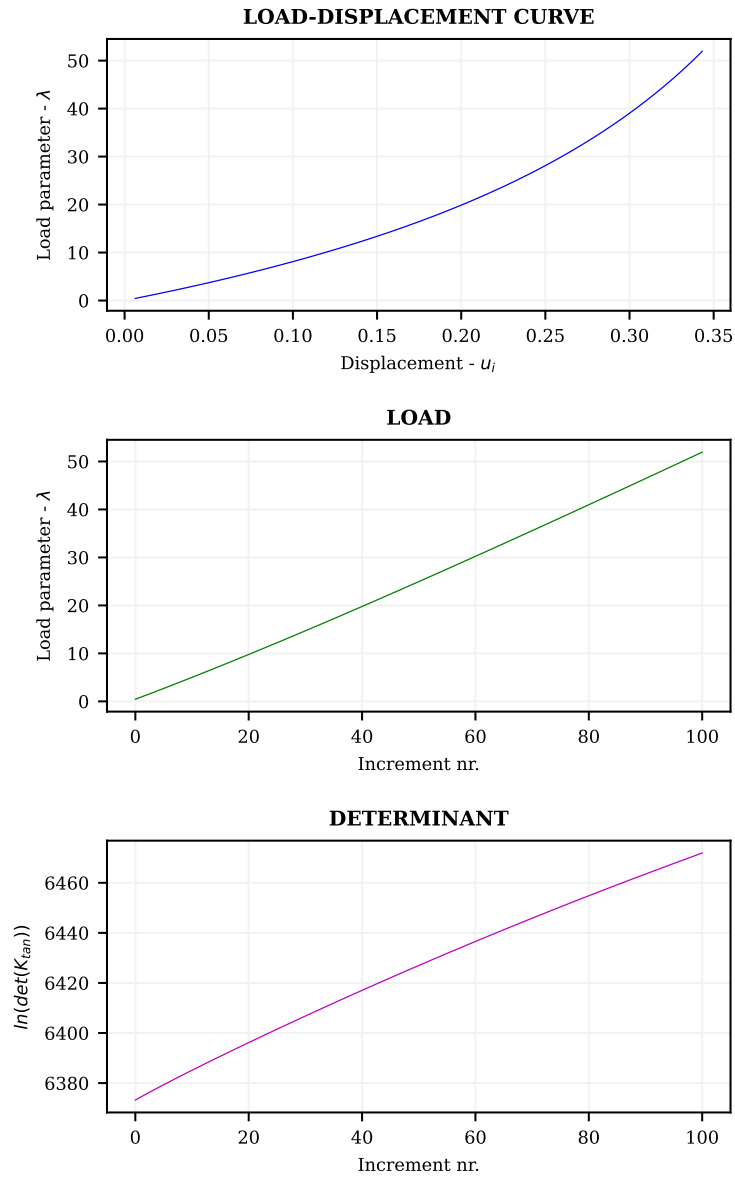 LOAD-DISPLACEMENT CURVE
50
40
30
20
10
0
Load parameter - λ
0.00 0.05 0.10 0.15 0.20 0.25 0.30 0.35
Displacement - u_i
LOAD
50
40
30
20
10
0
Load parameter - λ
0 20 40 60 80 100
Increment nr.
DETERMINANT
6460
6440
6420
6400
6380
ln(det(K_tan))
0 20 40 60 80 100
Increment nr.